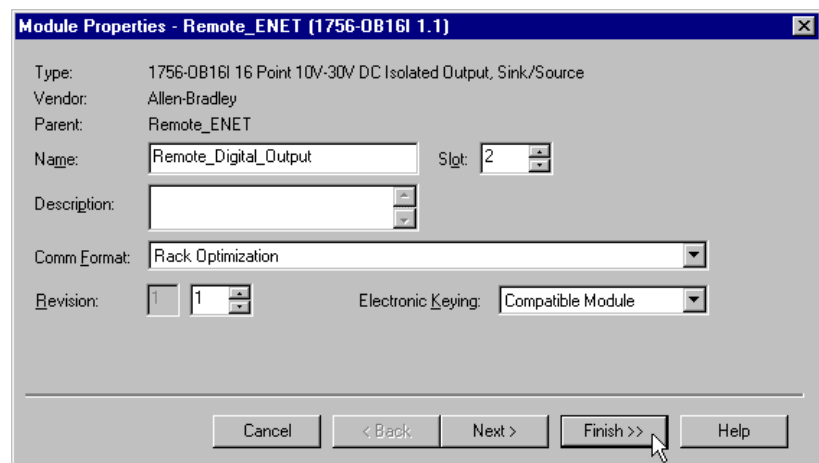 Module Properties - Remote_ENET (1756-OB16I 1.1)
Type: 1756-OB16I 16 Point 10V-30V DC Isolated Output, Sink/Source
Vendor: Allen-Bradley
Parent: Remote_ENET
Name: Remote_Digital_Output Slot: 2
Description:
Comm Format: Rack Optimization
Revision: 1 1 Electronic Keying: Compatible Module
Cancel < Back Next > Finish >> Help